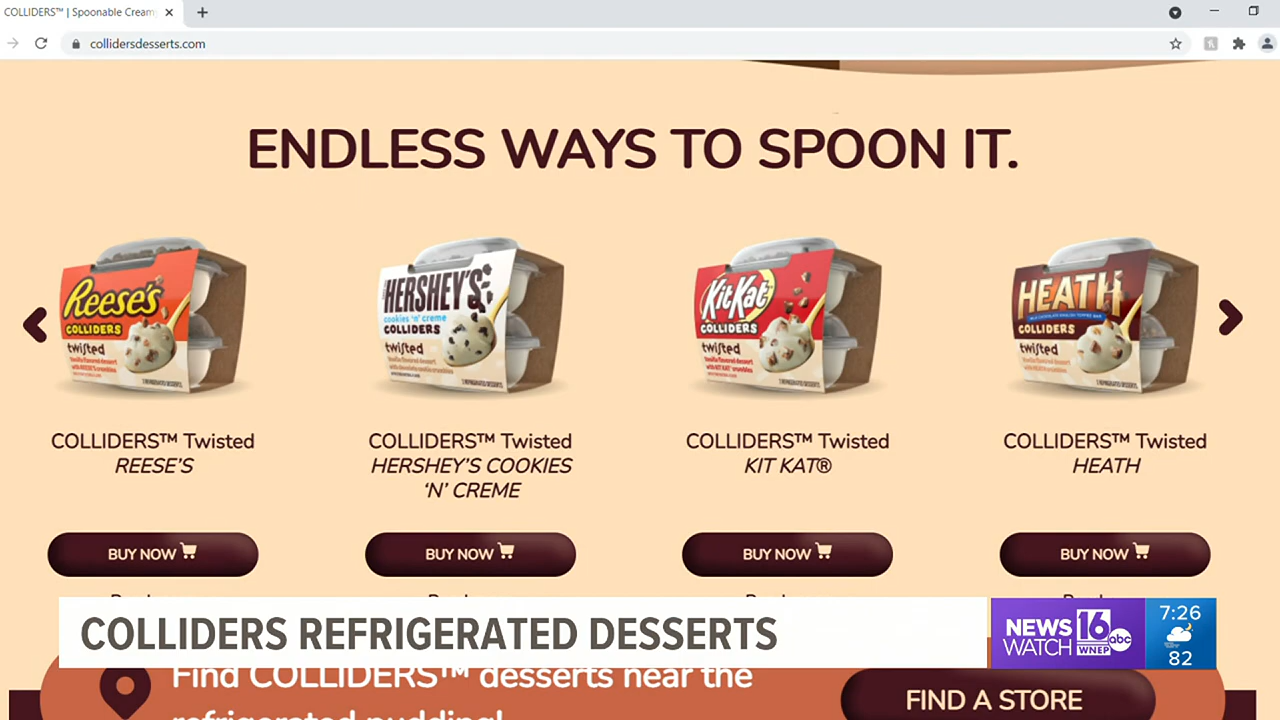 COLLIDERS™ | Spoonable Cream
collidersdesserts.com
ENDLESS WAYS TO SPOON IT.
REESE'S
COLLIDERS
twisted
HERSHEY'S
cookies 'n' creme
COLLIDERS
twisted
KitKat
COLLIDERS
twisted
HEATH
COLLIDERS
twisted
COLLIDERS™ Twisted
REESE'S
COLLIDERS™ Twisted
HERSHEY'S COOKIES
'N' CREME
COLLIDERS™ Twisted
KIT KAT®
COLLIDERS™ Twisted
HEATH
BUY NOW
BUY NOW
BUY NOW
BUY NOW
COLLIDERS REFRIGERATED DESSERTS
NEWS
WATCH
16
WNEP
abc
7:26
82
Find COLLIDERS™ desserts near the
refrigerated pudding!
FIND A STORE